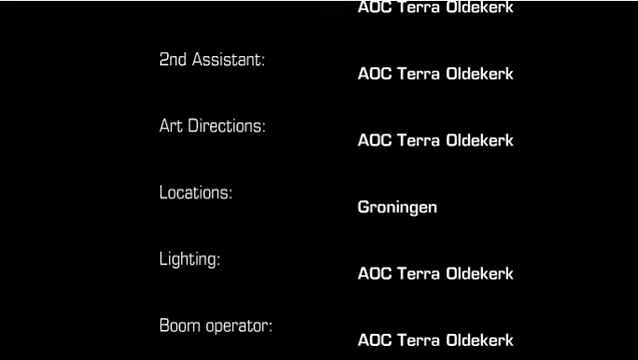 AOC Terra Oldekerk
2nd Assistant:
AOC Terra Oldekerk
Art Directions:
AOC Terra Oldekerk
Locations:
Groningen
Lighting:
AOC Terra Oldekerk
Boom operator:
AOC Terra Oldekerk